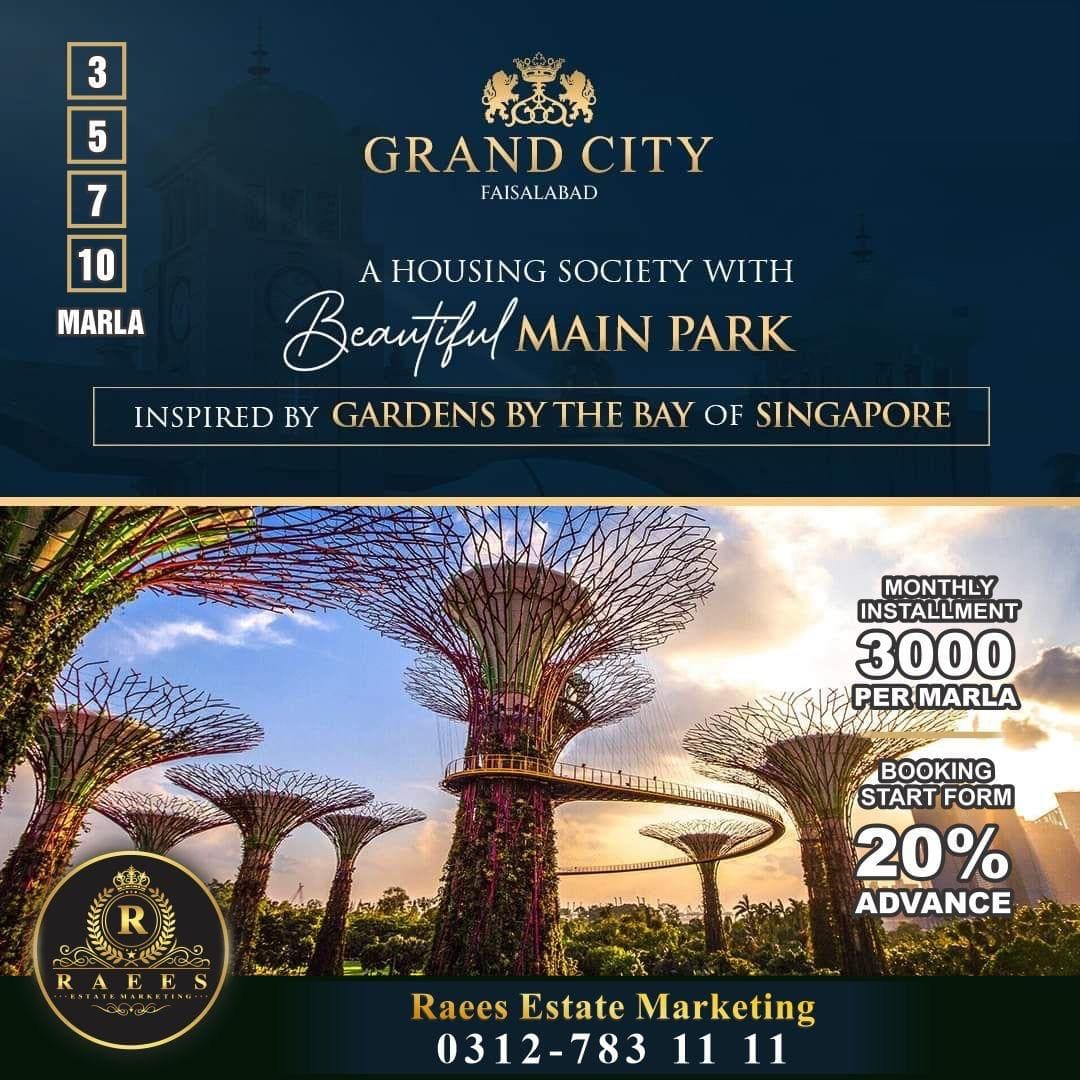 3
5
7
10
MARLA
GRAND CITY
FAISALABAD
A HOUSING SOCIETY WITH
Beautiful MAIN PARK
INSPIRED BY GARDENS BY THE BAY OF SINGAPORE
MONTHLY
INSTALLMENT
3000
PER MARLA
BOOKING
START FORM
20%
ADVANCE
R
RAEES
ESTATE MARKETING
Raees Estate Marketing
0312-783 11 11